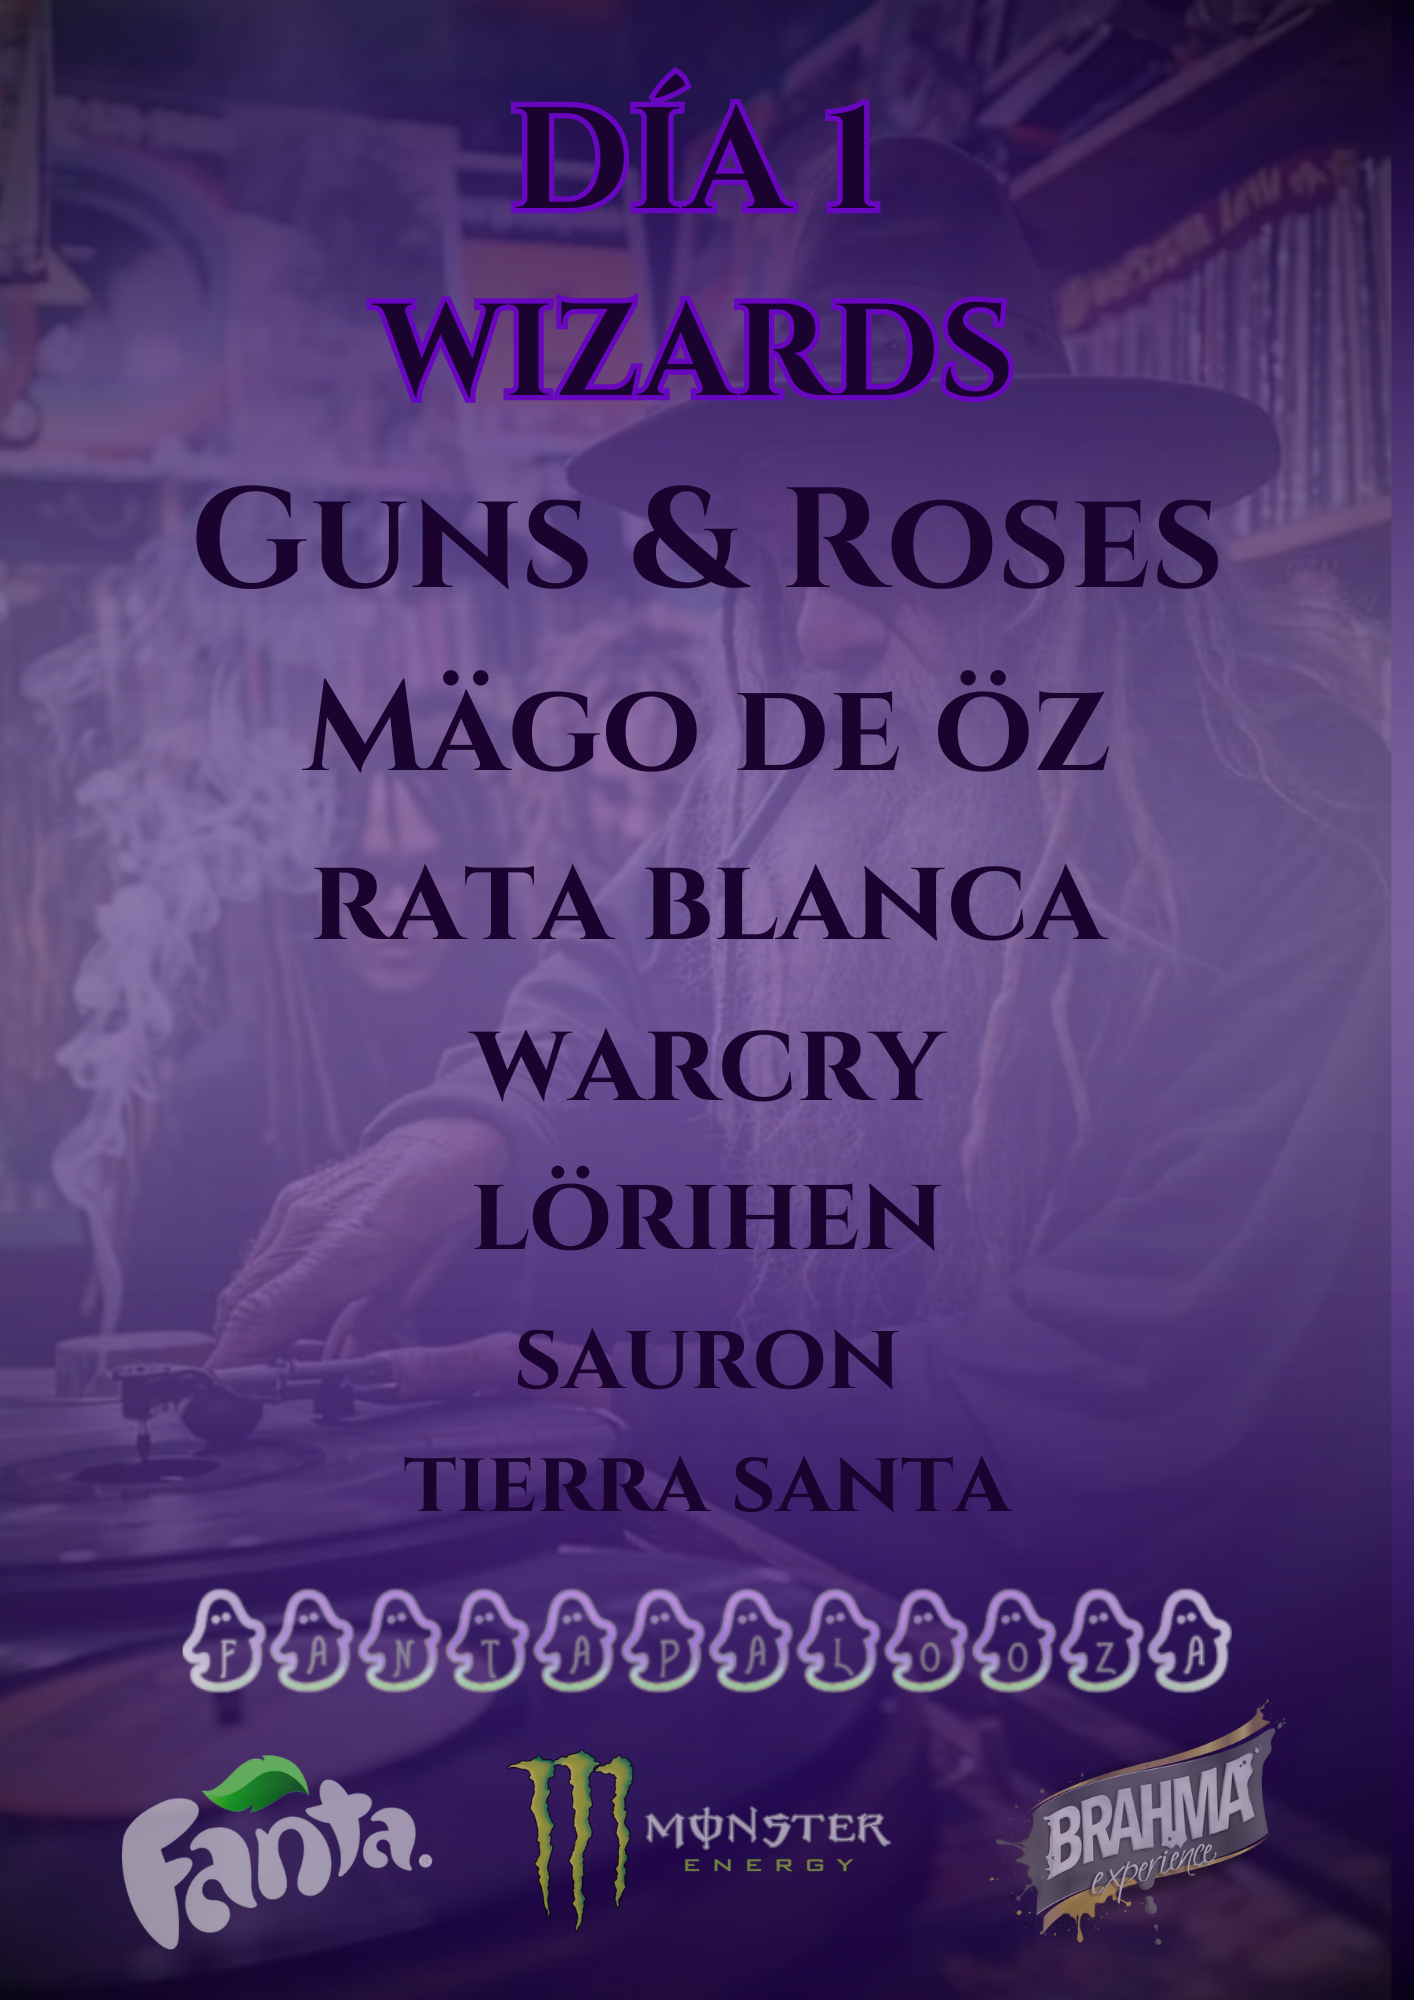 DÍA 1
WIZARDS
GUNS & ROSES
MÄGO DE ÖZ
RATA BLANCA
WARCRY
LÖRIHEN
SAURON
TIERRA SANTA
FANTAPALOOZA
Fanta.
MONSTER
ENERGY
BRAHMA
experience